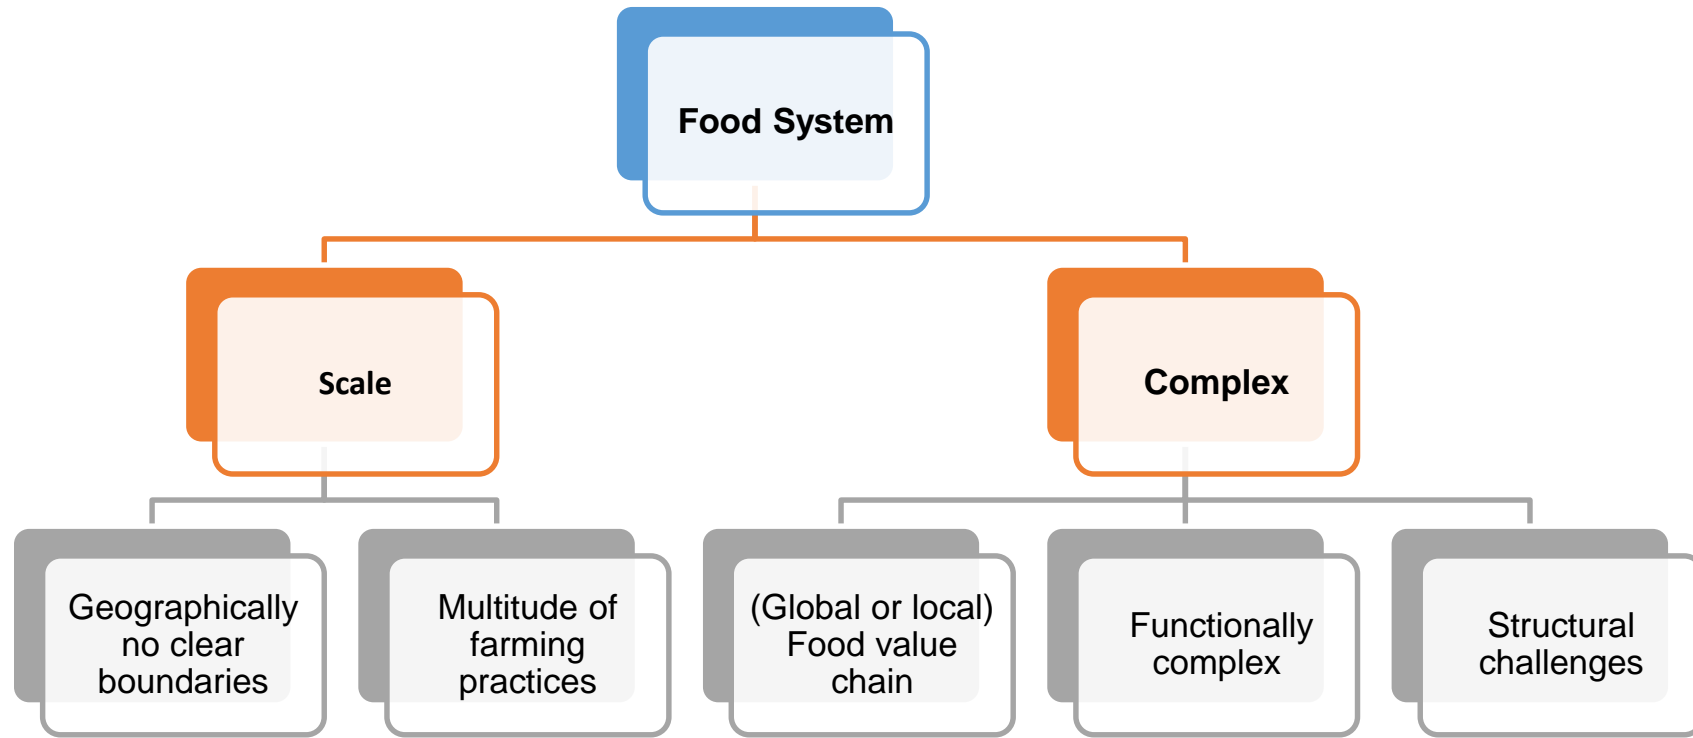 Food System
Scale
Complex
Geographically
no clear
boundaries
Multitude of
farming
practices
(Global or local)
Food value
chain
Functionally
complex
Structural
challenges